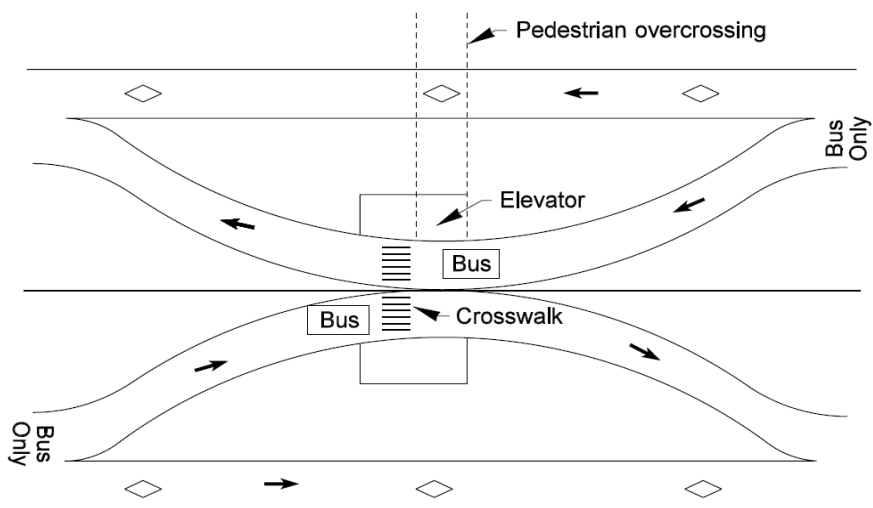 Pedestrian overcrossing
Bus
Only
Elevator
Bus
Bus
Crosswalk
Bus
Only